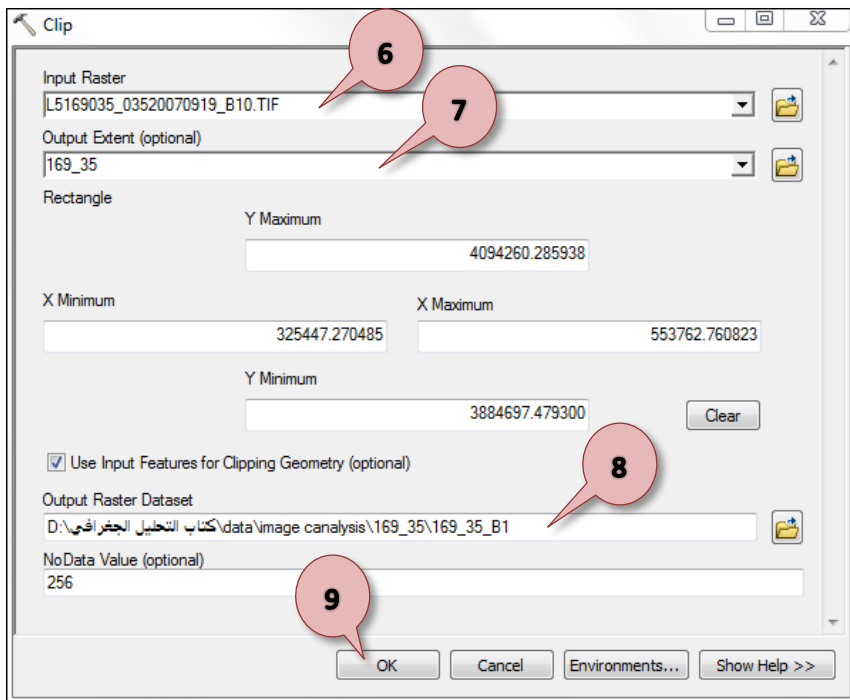 Clip
6
Input Raster
L5169035_03520070919_B10.TIF
7
Output Extent (optional)
169_35
Rectangle
Y Maximum
4094260.285938
X Minimum
X Maximum
325447.270485
553762.760823
Y Minimum
3884697.479300
Clear
Use Input Features for Clipping Geometry (optional)
8
Output Raster Dataset
D:\كتاب التحليل الجغرافي\data\image canalysis\169_35\169_35_B1
NoData Value (optional)
256
9
OK
Cancel
Environments...
Show Help >>